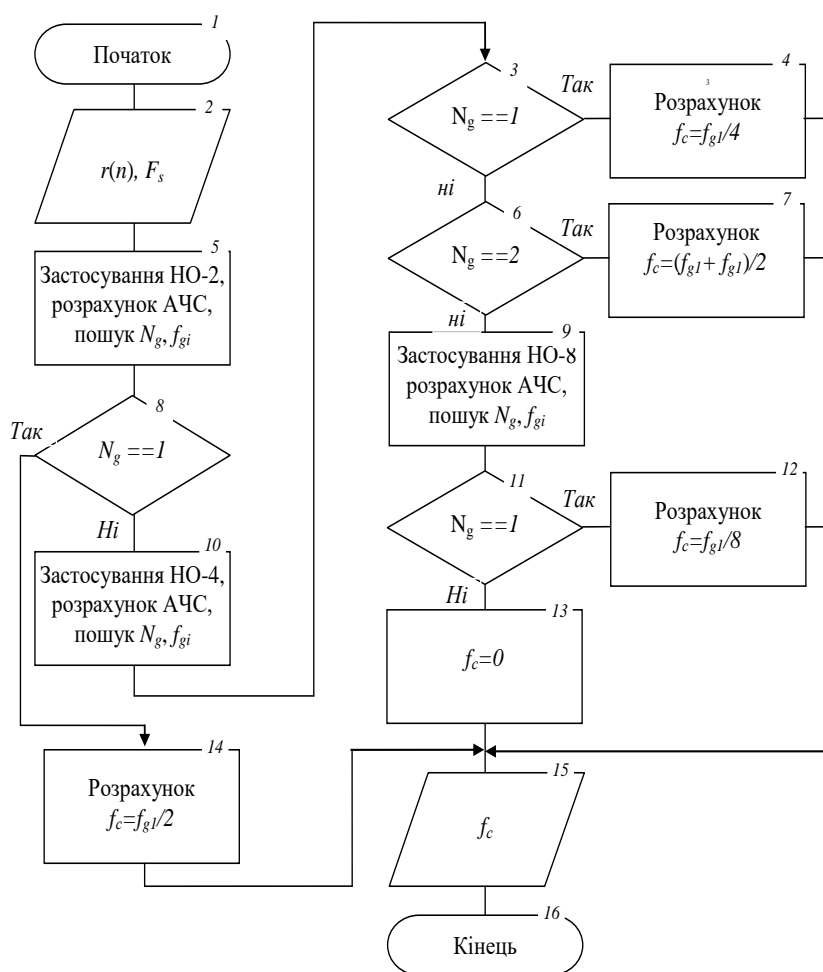 1
Початок
2
r(n), Fs
5
Застосування НО-2,
розрахунок АЧС,
пошук Ng, fgi
8
Так
Ng ==1
Ні
10
Застосування НО-4,
розрахунок АЧС,
пошук Ng, fgi
14
Розрахунок
fc=fg1/2
3
Так
Ng ==1
ні
4
3
Розрахунок
fc=fg1/4
6
Так
Ng ==2
ні
7
Розрахунок
fc=(fg1+ fg1)/2
9
Застосування НО-8
розрахунок АЧС,
пошук Ng, fgi
11
Так
Ng ==1
Ні
12
Розрахунок
fc=fg1/8
13
fc=0
15
fc
16
Кінець